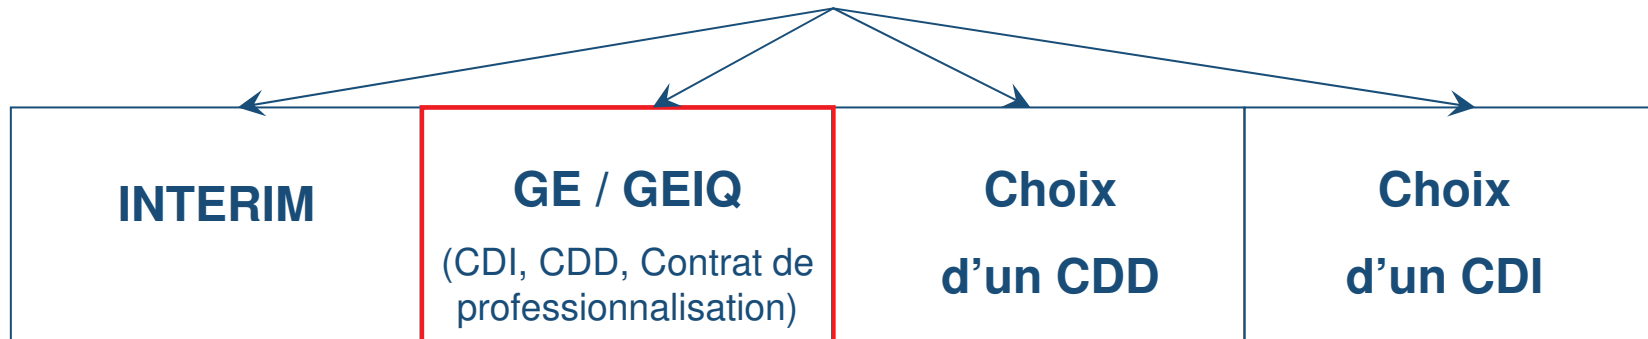 INTERIM
GE / GEIQ
(CDI, CDD, Contrat de
professionnalisation)
Choix
d’un CDD
Choix
d’un CDI